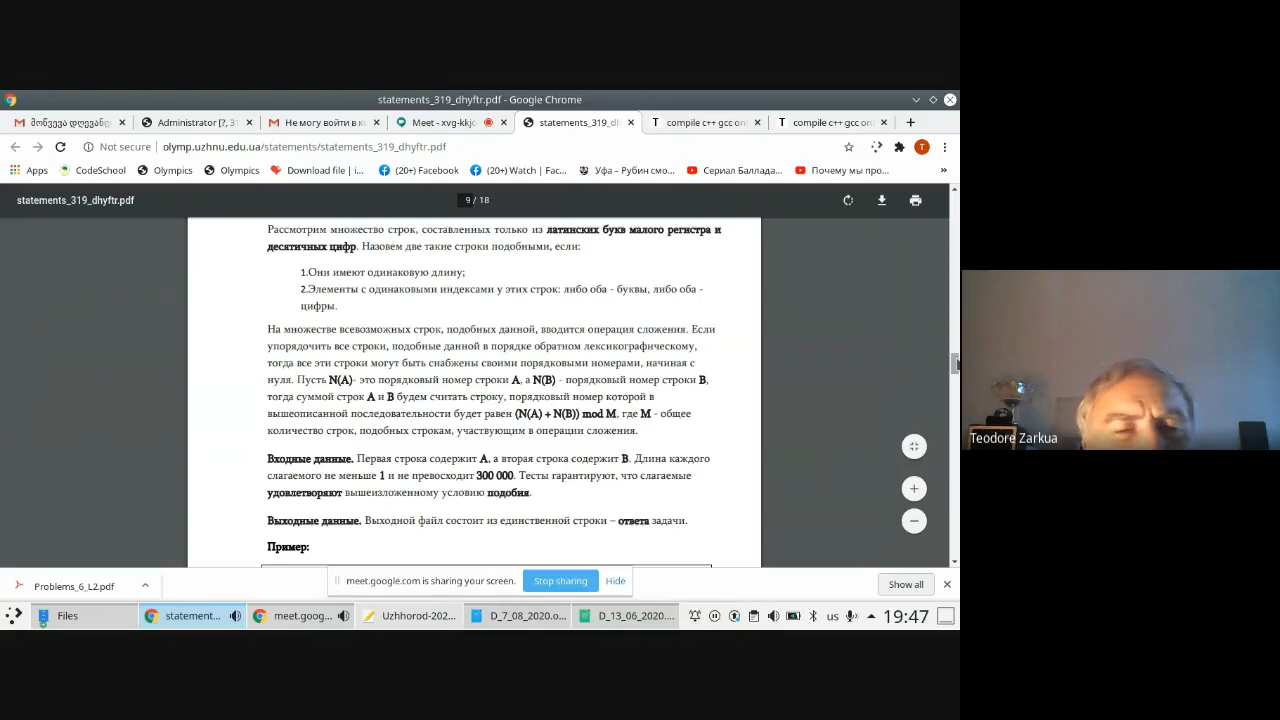 statements_319_dhyftr.pdf - Google Chrome
მოწვევა დღევანდ
Administrator [?, 3
Не могу войти в к
Meet - xvg-kkjc
statements_319_d
compile c++ gcc on
compile c++ gcc on
Not secure | olymp.uzhnu.edu.ua/statements/statements_319_dhyftr.pdf
T
Apps
CodeSchool
Olympics
Olympics
Download file | i...
(20+) Facebook
(20+) Watch | Fac...
Уфа – Рубин смо...
Сериал Баллада...
Почему мы про...
»
statements_319_dhyftr.pdf
9 / 18
Рассмотрим множество строк, составленных только из латинских букв малого регистра и
десятичных цифр. Назовем две такие строки подобными, если:
1.Они имеют одинаковую длину;
2.Элементы с одинаковыми индексами у этих строк: либо оба - буквы, либо оба -
цифры.
На множестве всевозможных строк, подобных данной, вводится операция сложения. Если
упорядочить все строки, подобные данной в порядке обратном лексикографическому,
тогда все эти строки могут быть снабжены своими порядковыми номерами, начиная с
нуля. Пусть N(A)- это порядковый номер строки A, а N(B) - порядковый номер строки B,
тогда суммой строк A и B будем считать строку, порядковый номер которой в
вышеописанной последовательности будет равен (N(A) + N(B)) mod M, где M - общее
количество строк, подобных строкам, участвующим в операции сложения.
Входные данные. Первая строка содержит A, а вторая строка содержит B. Длина каждого
слагаемого не меньше 1 и не превосходит 300 000. Тесты гарантируют, что слагаемые
удовлетворяют вышеизложенному условию подобия.
Выходные данные. Выходной файл состоит из единственной строки – ответа задачи.
Пример:
Teodore Zarkua
Problems_6_L2.pdf
meet.google.com is sharing your screen.
Stop sharing
Hide
Show all
Files
statement...
meet.goog...
Uzhhorod-202...
D_7_08_2020.o...
D_13_06_2020....
us
19:47